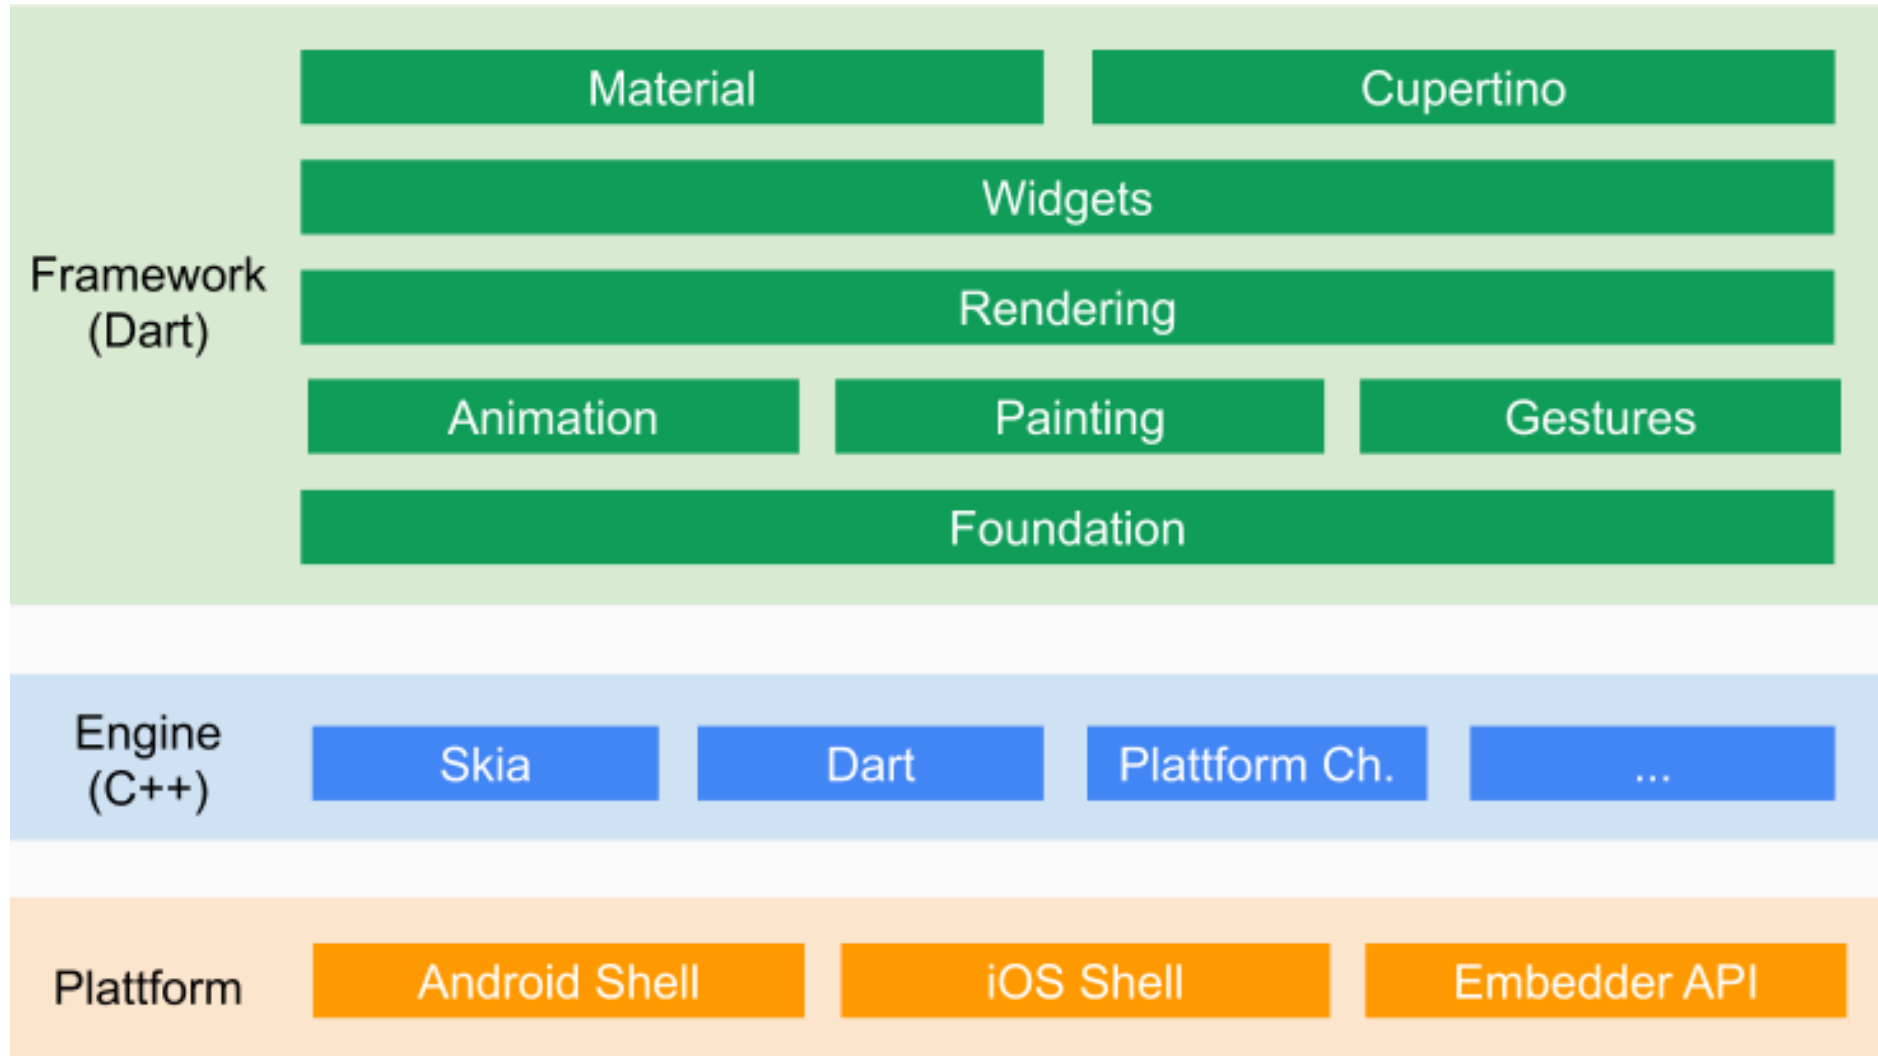 Material
Cupertino
Widgets
Framework
(Dart)
Rendering
Animation
Painting
Gestures
Foundation
Engine
(C++)
Skia
Dart
Plattform Ch.
...
Plattform
Android Shell
iOS Shell
Embedder API